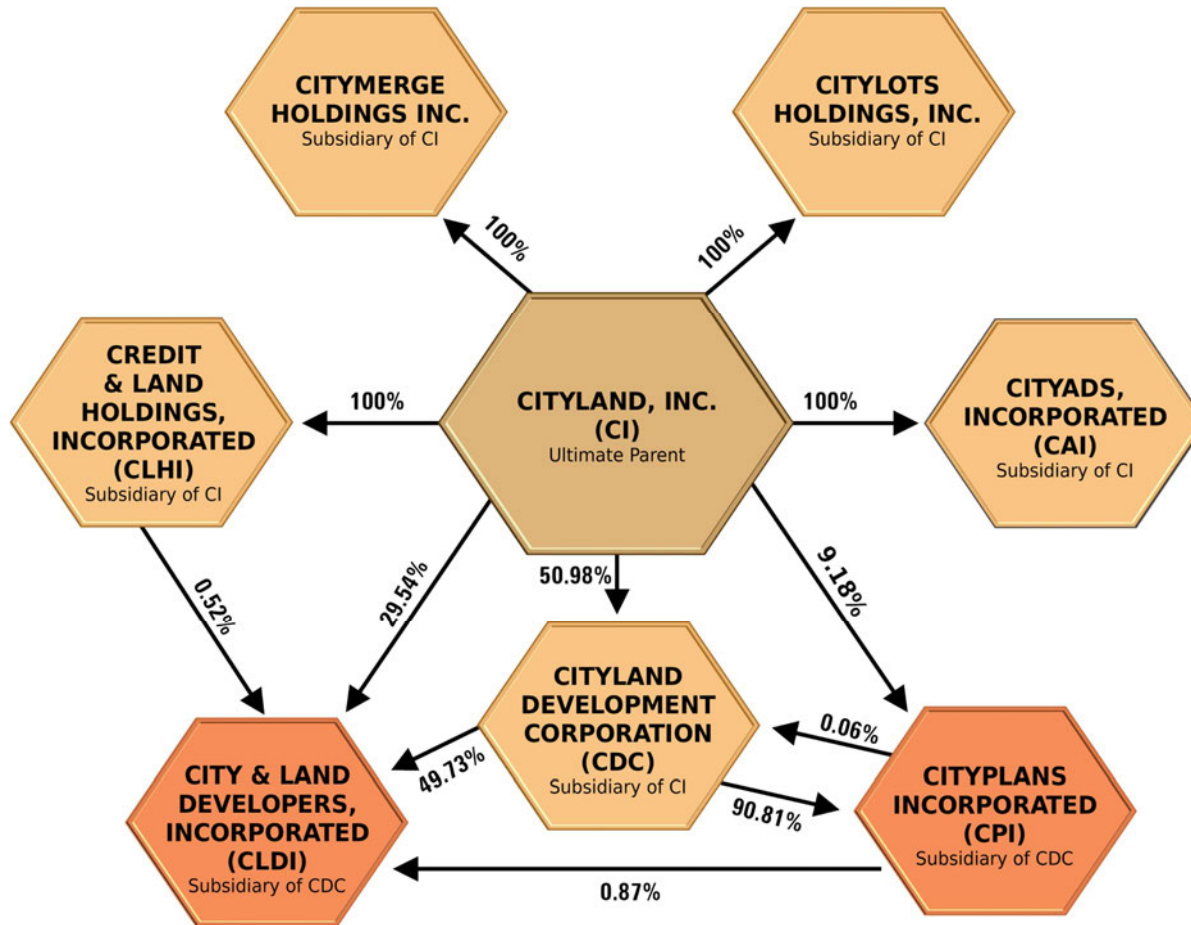 CITYMERGE
HOLDINGS INC.
Subsidiary of CI
CITYLOTS
HOLDINGS, INC.
Subsidiary of CI
100%
100%
CREDIT
& LAND
HOLDINGS,
INCORPORATED
(CLHI)
Subsidiary of CI
100%
CITYLAND, INC.
(CI)
Ultimate Parent
100%
CITYADS,
INCORPORATED
(CAI)
Subsidiary of CI
0.52%
29.54%
50.98%
9.18%
CITYLAND
DEVELOPMENT
CORPORATION
(CDC)
Subsidiary of CI
49.73%
0.06%
90.81%
CITY & LAND
DEVELOPERS,
INCORPORATED
(CLDI)
Subsidiary of CDC
CITYPLANS
INCORPORATED
(CPI)
Subsidiary of CDC
0.87%